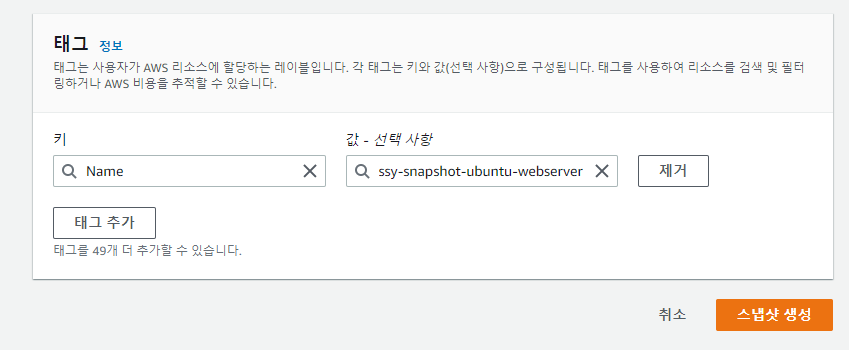 태그 정보
태그는 사용자가 AWS 리소스에 할당하는 레이블입니다. 각 태그는 키와 값(선택 사항)으로 구성됩니다. 태그를 사용하여 리소스를 검색 및 필터
링하거나 AWS 비용을 추적할 수 있습니다.
키
값 - 선택 사항
Name
ssy-snapshot-ubuntu-webserver
제거
태그 추가
태그를 49개 더 추가할 수 있습니다.
취소
스냅샷 생성